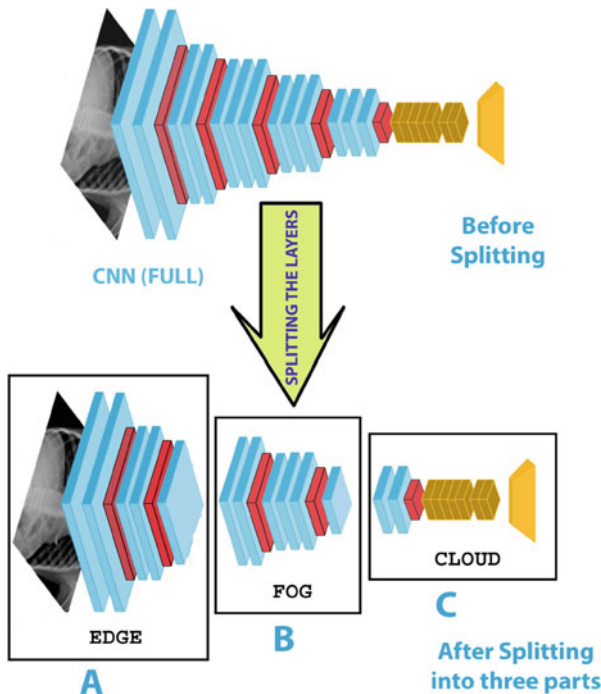 Before
Splitting
CNN (FULL)
SPLITTING THE LAYERS
EDGE
FOG
CLOUD
A
B
C
After Splitting
into three parts